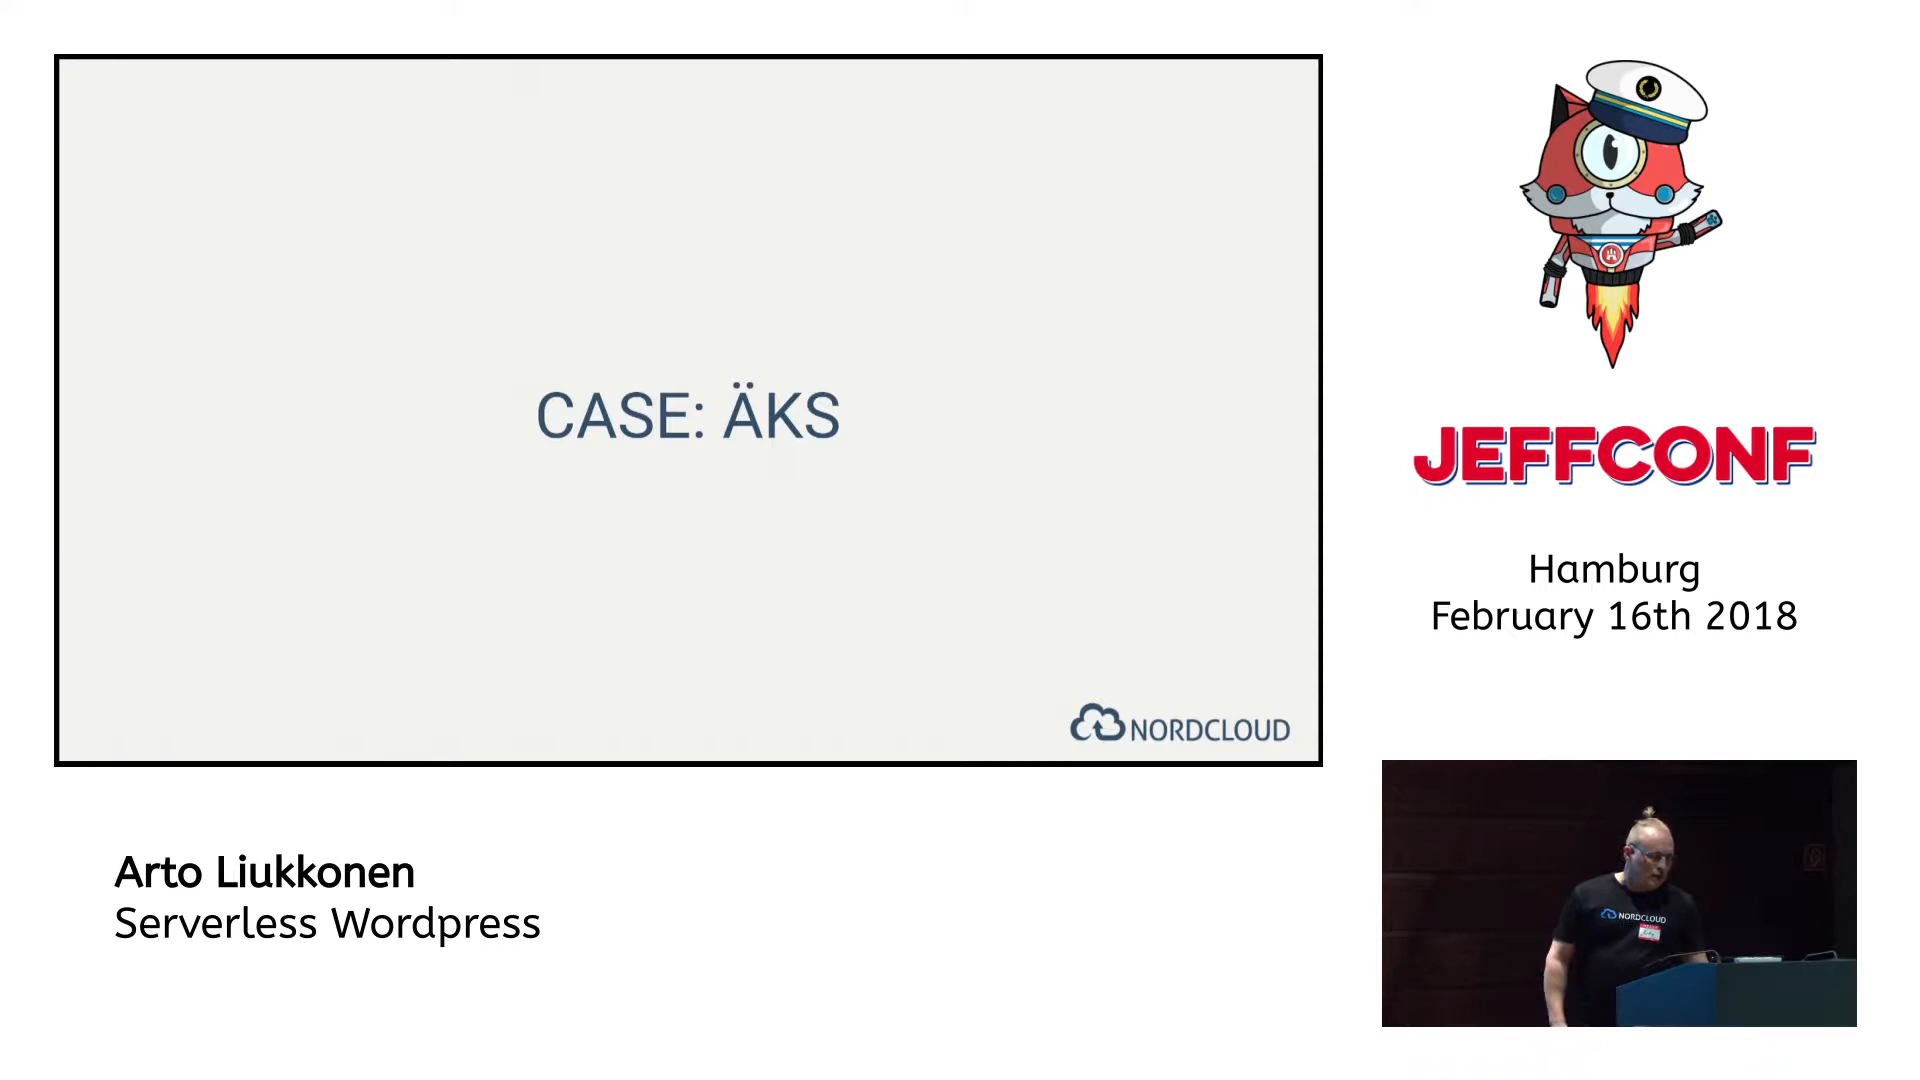 CASE: ÄKS
NORDCLOUD
JEFFCONF
Hamburg
February 16th 2018
Arto Liukkonen
Serverless Wordpress
NORDCLOUD